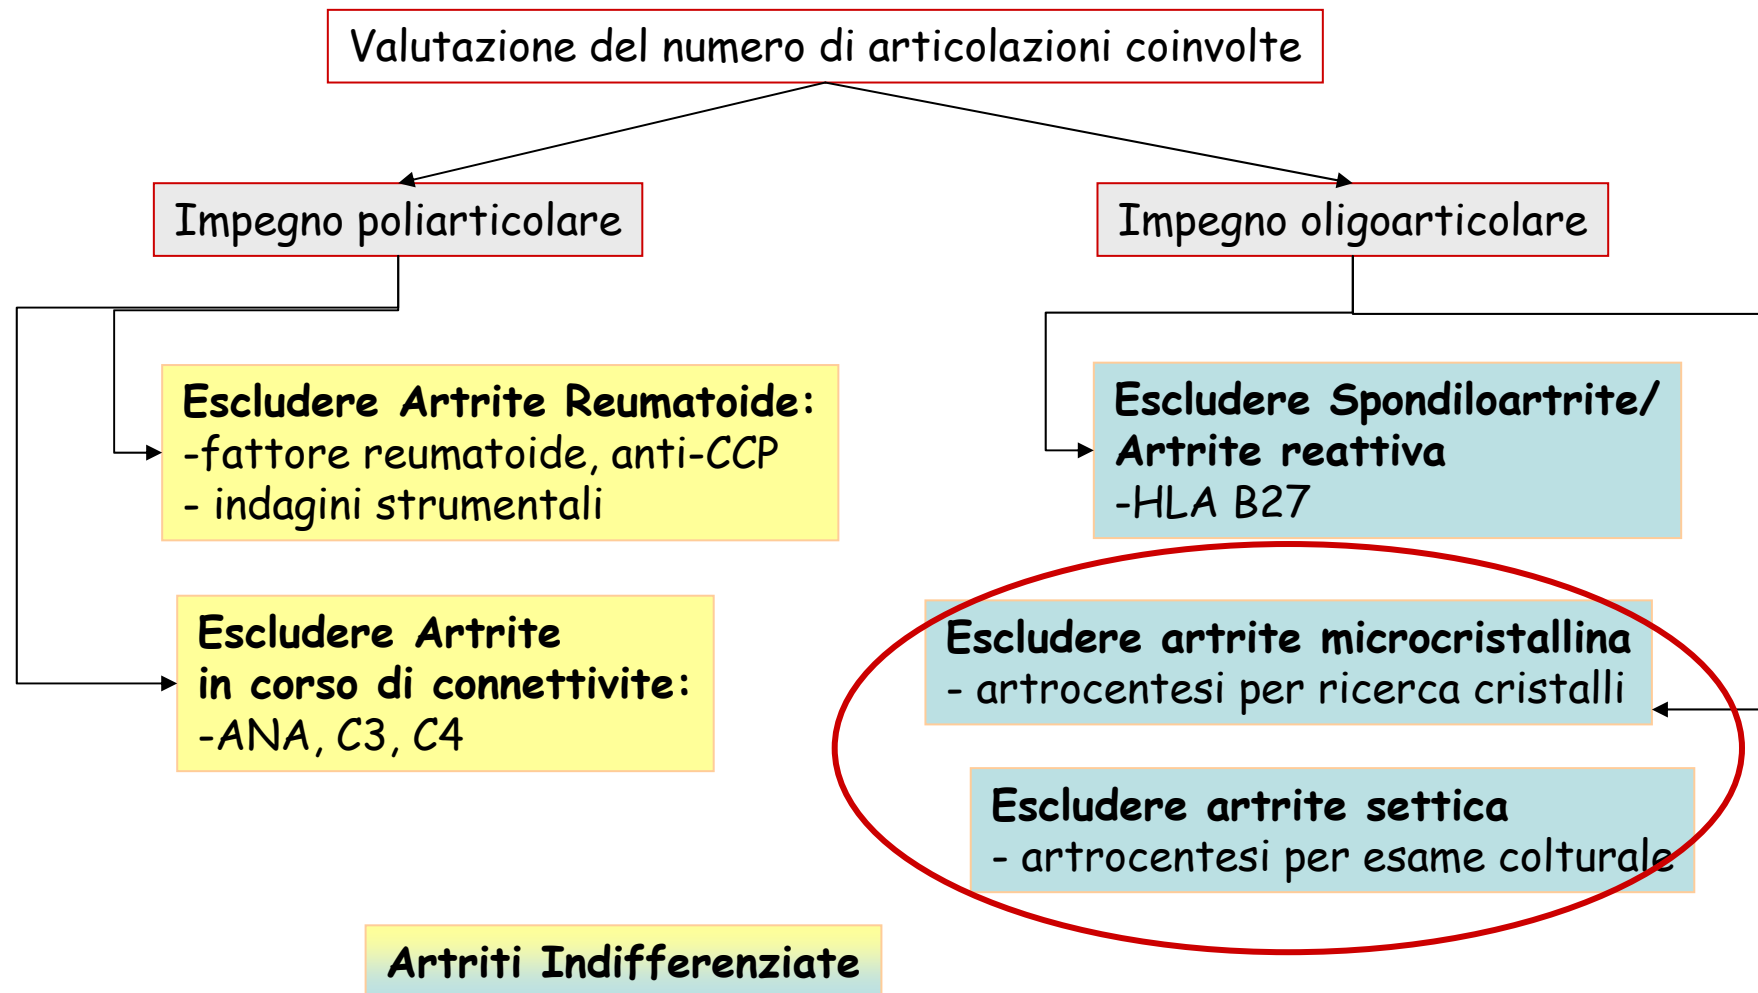 Valutazione del numero di articolazioni coinvolte
Impegno poliarticolare
Impegno oligoarticolare
Escludere Artrite Reumatoide:
-fattore reumatoide, anti-CCP
- indagini strumentali
Escludere Artrite
in corso di connettivite:
-ANA, C3, C4
Escludere Spondiloartrite/
Artrite reattiva
-HLA B27
Escludere artrite microcristallina
- artrocentesi per ricerca cristalli
Escludere artrite settica
- artrocentesi per esame colturale
Artriti Indifferenziate